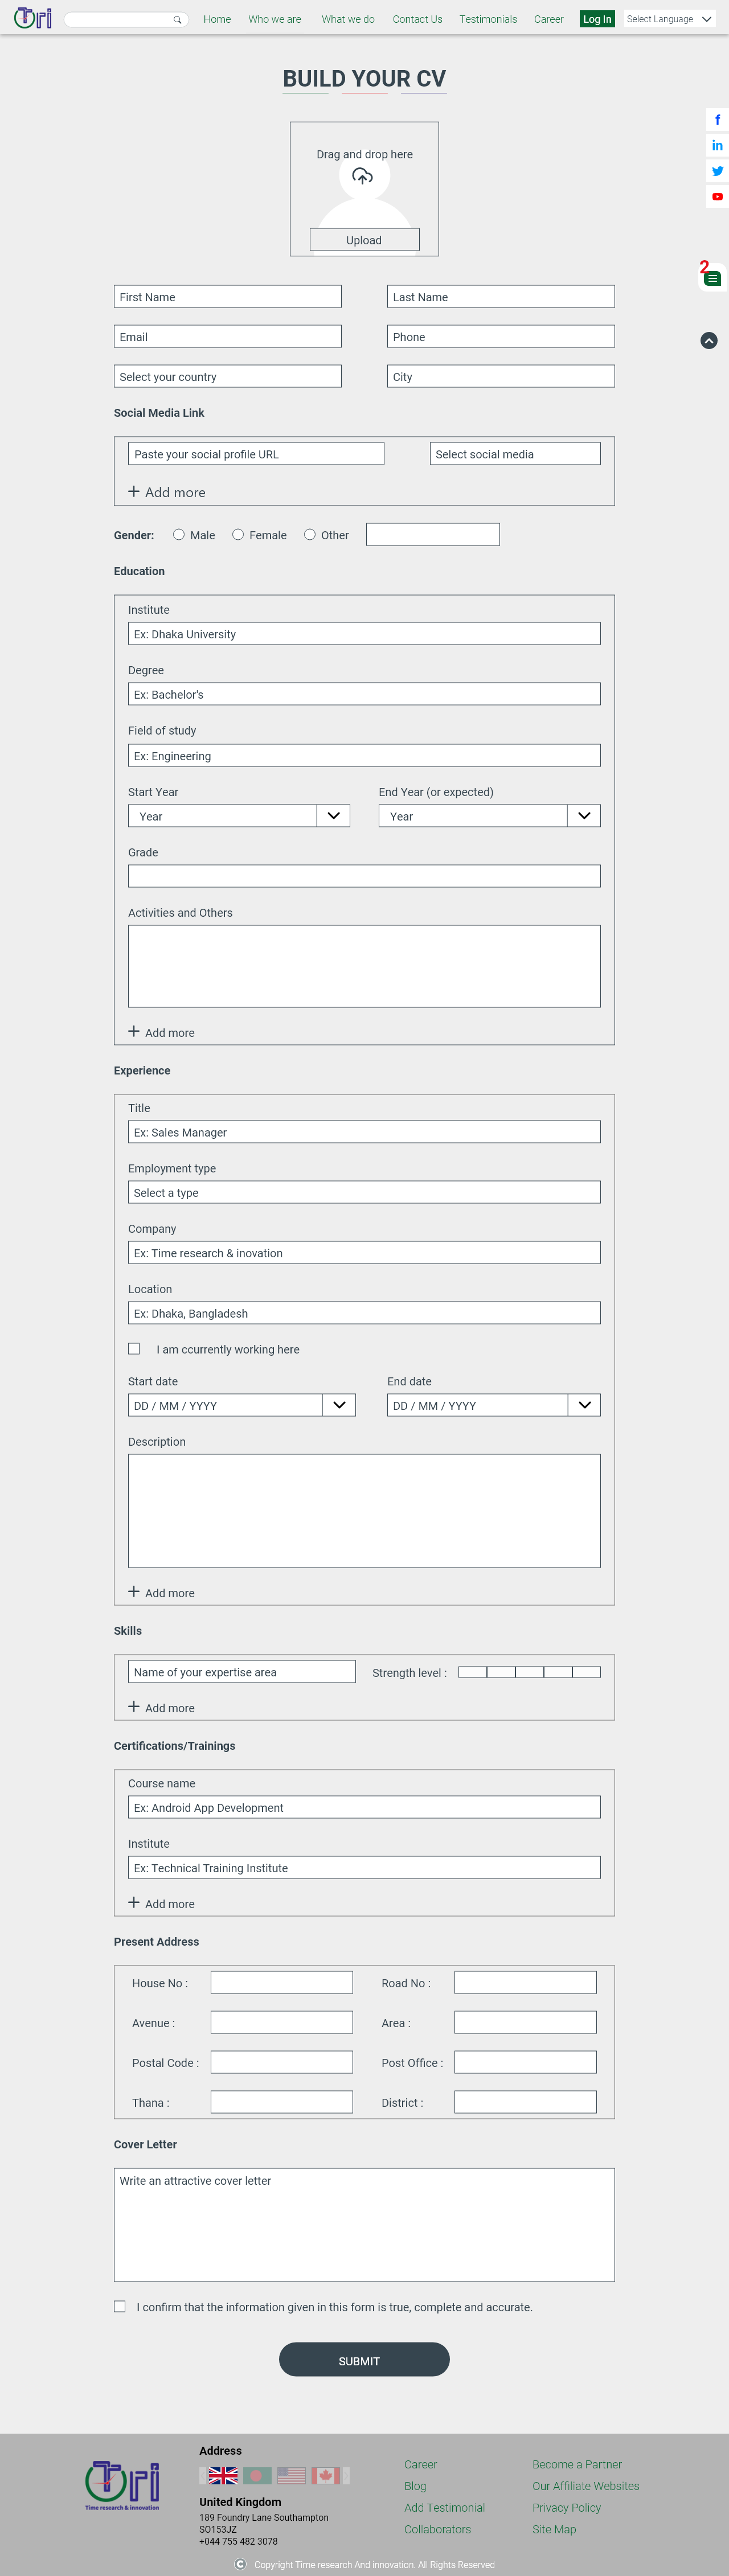 Tri
Home Who we are What we do Contact Us Testimonials Career Log In Select Language
BUILD YOUR CV
Drag and drop here
Upload
f
in
2
First Name Last Name
Email Phone
Select your country City
Social Media Link
Paste your social profile URL Select social media
Add more
Gender: Male Female Other
Education
Institute
Ex: Dhaka University
Degree
Ex: Bachelor's
Field of study
Ex: Engineering
Start Year End Year (or expected)
Year Year
Grade
Activities and Others
Add more
Experience
Title
Ex: Sales Manager
Employment type
Select a type
Company
Ex: Time research & inovation
Location
Ex: Dhaka, Bangladesh
I am ccurrently working here
Start date End date
DD / MM / YYYY DD / MM / YYYY
Description
Add more
Skills
Name of your expertise area Strength level :
Add more
Certifications/Trainings
Course name
Ex: Android App Development
Institute
Ex: Technical Training Institute
Add more
Present Address
House No : Road No :
Avenue : Area :
Postal Code : Post Office :
Thana : District :
Cover Letter
Write an attractive cover letter
I confirm that the information given in this form is true, complete and accurate.
SUBMIT
Tri
Time research & innovation
Address
United Kingdom
189 Foundry Lane Southampton
SO153JZ
+044 755 482 3078
Career
Blog
Add Testimonial
Collaborators
Become a Partner
Our Affiliate Websites
Privacy Policy
Site Map
© Copyright Time research And innovation. All Rights Reserved